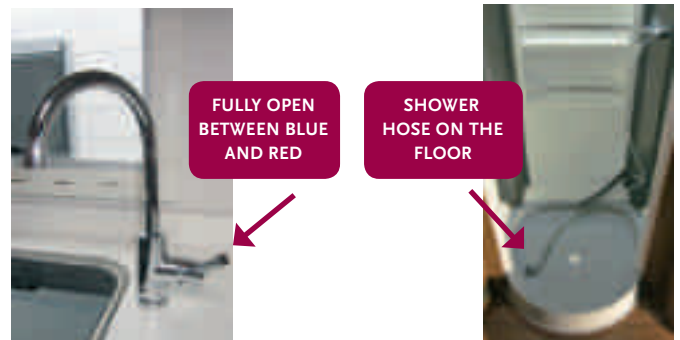 FULLY OPEN
BETWEEN BLUE
AND RED
SHOWER
HOSE ON THE
FLOOR